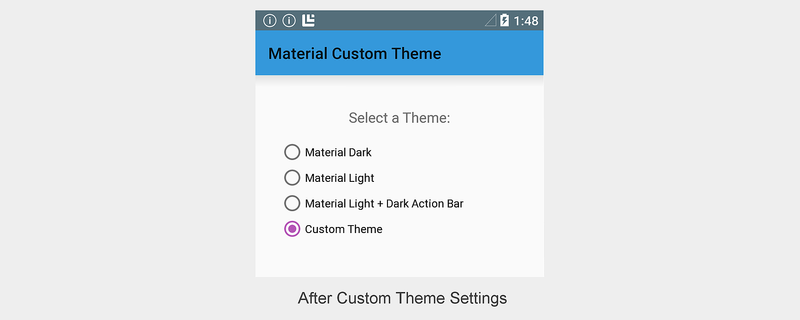 1:48
Material Custom Theme
Select a Theme:
Material Dark
Material Light
Material Light + Dark Action Bar
Custom Theme
After Custom Theme Settings